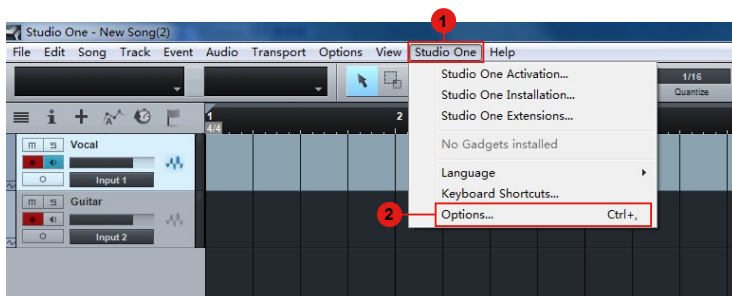 1
Studio One - New Song(2)
File Edit Song Track Event Audio Transport Options View Studio One Help
Studio One Activation...
1/16
Studio One Installation...
Quantize
Studio One Extensions...
1
2
4/4
m s Vocal
No Gadgets installed
Language
Input 1
Keyboard Shortcuts...
m s Guitar
2
Options... Ctrl+,
Input 2